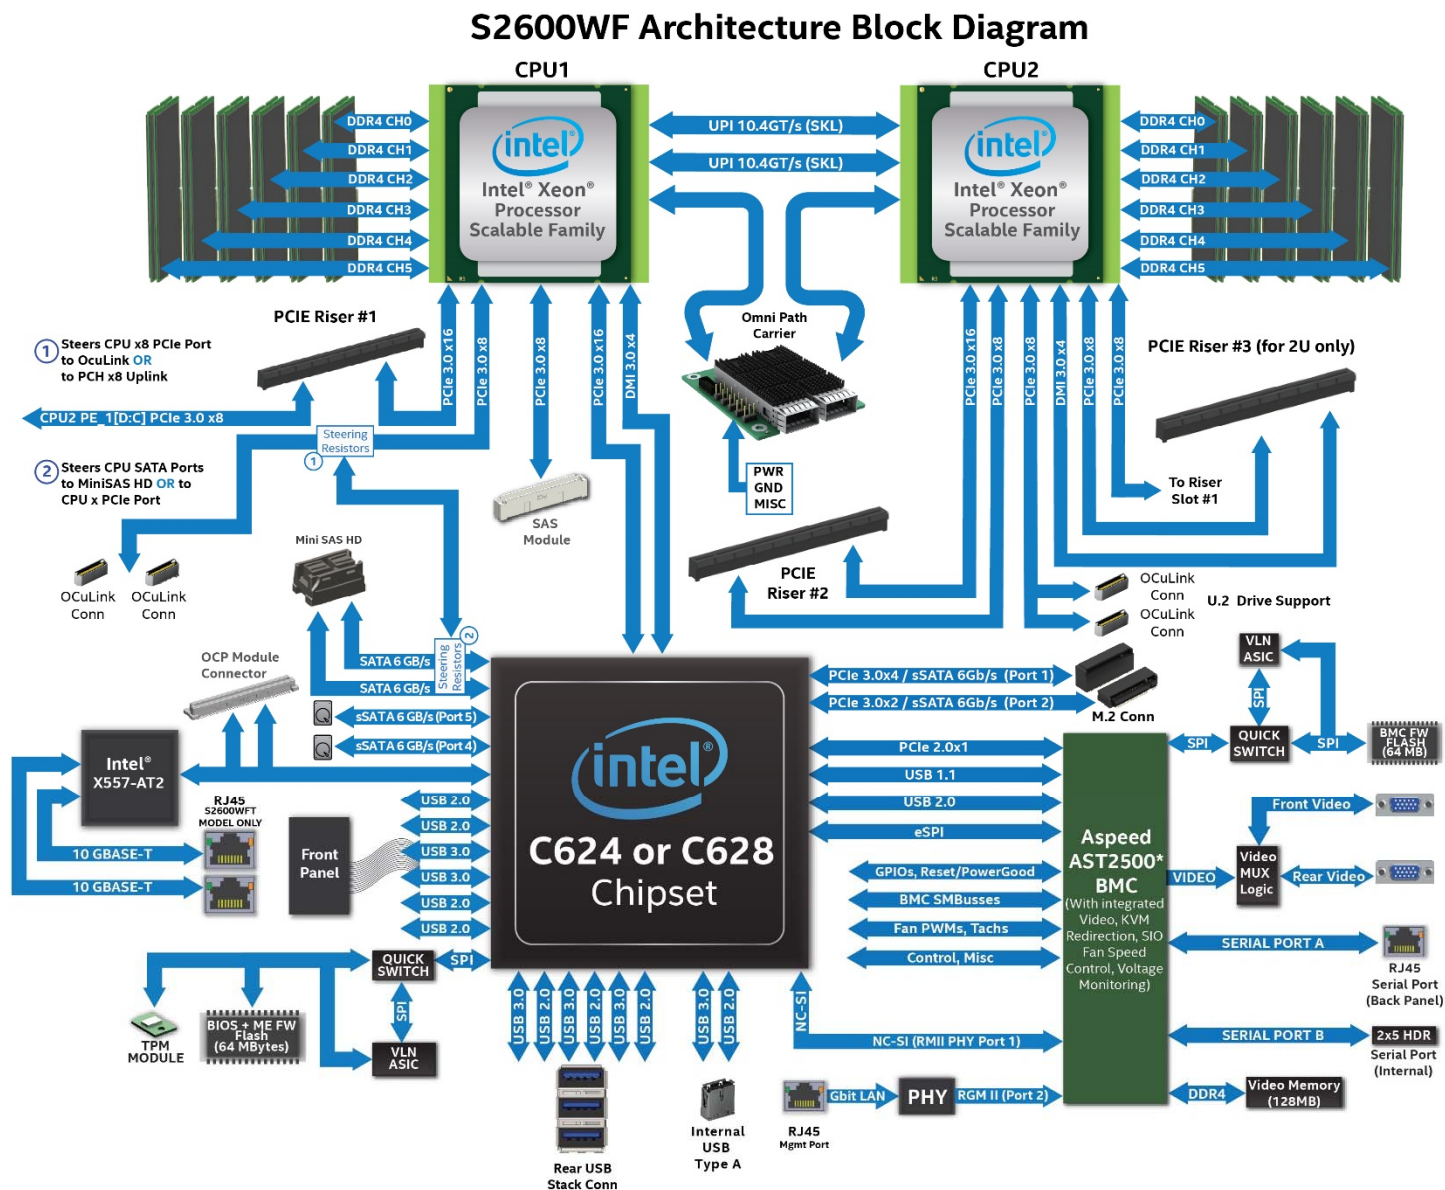 S2600WF Architecture Block Diagram
CPU1
CPU2
DDR4 CH0
DDR4 CH1
DDR4 CH2
DDR4 CH3
DDR4 CH4
DDR4 CH5
intel®
Intel® Xeon®
Processor
Scalable Family
UPI 10.4GT/s (SKL)
UPI 10.4GT/s (SKL)
intel®
Intel® Xeon®
Processor
Scalable Family
DDR4 CH0
DDR4 CH1
DDR4 CH2
DDR4 CH3
DDR4 CH4
DDR4 CH5
PCIE Riser #1
1
Steers CPU x8 PCIe Port
to OcuLink OR
to PCH x8 Uplink
CPU2 PE_1[D:C] PCIe 3.0 x8
2
Steers CPU SATA Ports
to MiniSAS HD OR to
CPU x PCIe Port
PCIe 3.0 x16
PCIe 3.0 x8
PCIe 3.0 x8
PCIe 3.0 x16
DMI 3.0 x4
Steering
Resistors
1
Omni Path
Carrier
PWR
GND
MISC
PCIe 3.0 x16
PCIe 3.0 x8
PCIe 3.0 x8
DMI 3.0 x4
PCIe 3.0 x8
PCIe 3.0 x8
PCIE Riser #3 (for 2U only)
To Riser
Slot #1
SAS
Module
PCIE
Riser #2
Mini SAS HD
OCuLink
Conn
OCuLink
Conn
OCuLink
Conn
OCuLink
Conn
U.2 Drive Support
OCP Module
Connector
SATA 6 GB/s
SATA 6 GB/s
Steering
Resistors
2
sSATA 6 GB/s (Port 5)
sSATA 6 GB/s (Port 4)
PCIe 3.0x4 / sSATA 6Gb/s (Port 1)
PCIe 3.0x2 / sSATA 6Gb/s (Port 2)
M.2 Conn
VLN
ASIC
SPI
QUICK
SWITCH
SPI
SPI
BMC FW
FLASH
(64 MB)
Intel®
X557-AT2
RJ45
S2600WFT
MODEL ONLY
10 GBASE-T
10 GBASE-T
Front
Panel
USB 2.0
USB 2.0
USB 3.0
USB 3.0
USB 2.0
USB 2.0
intel®
C624 or C628
Chipset
PCIe 2.0x1
USB 1.1
USB 2.0
eSPI
GPIOs, Reset/PowerGood
BMC SMBusses
Fan PWMs, Tachs
Control, Misc
Aspeed
AST2500*
BMC
(With integrated
Video, KVM
Redirection, SIO
Fan Speed
Control, Voltage
Monitoring)
VIDEO
Video
MUX
Logic
Front Video
Rear Video
SERIAL PORT A
RJ45
Serial Port
(Back Panel)
SERIAL PORT B
2x5 HDR
Serial Port
(Internal)
DDR4
Video Memory
(128MB)
QUICK
SWITCH
SPI
SPI
VLN
ASIC
TPM
MODULE
BIOS + ME FW
Flash
(64 MBytes)
USB 3.0
USB 2.0
USB 3.0
USB 2.0
USB 3.0
USB 2.0
USB 3.0
USB 2.0
NC-SI
NC-SI (RMII PHY Port 1)
Rear USB
Stack Conn
Internal
USB
Type A
RJ45
Mgmt Port
Gbit LAN
PHY
RGM II (Port 2)